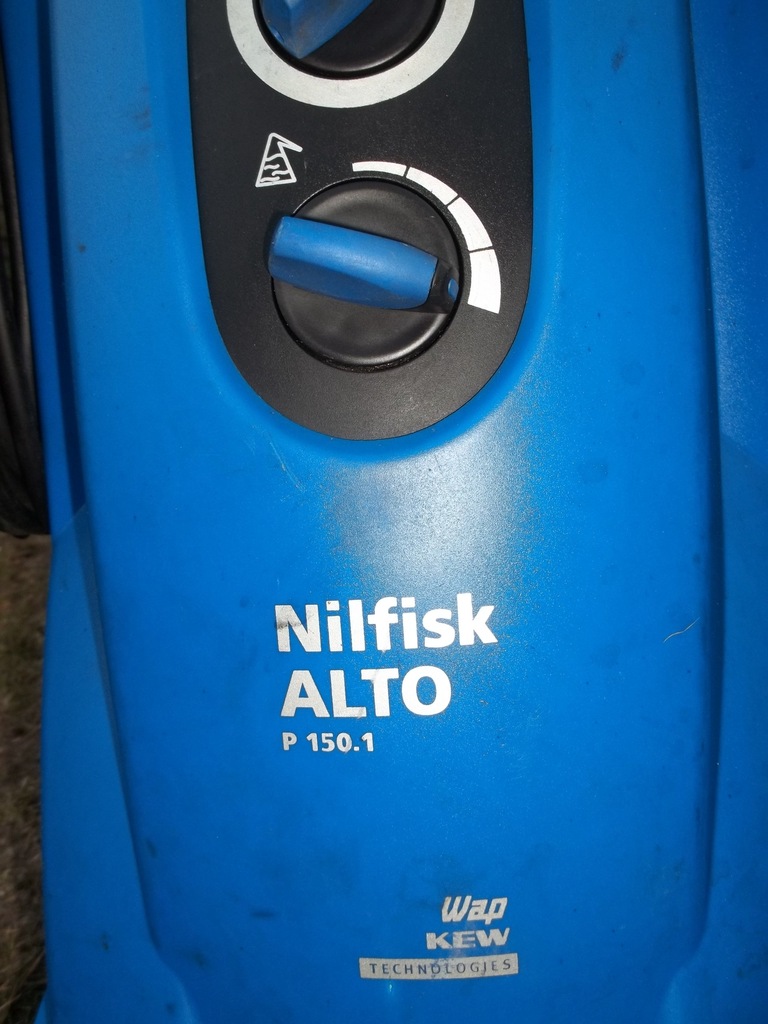 Nilfisk
ALTO
P 150.1
Wap
KEW
TECHNOLOGIES